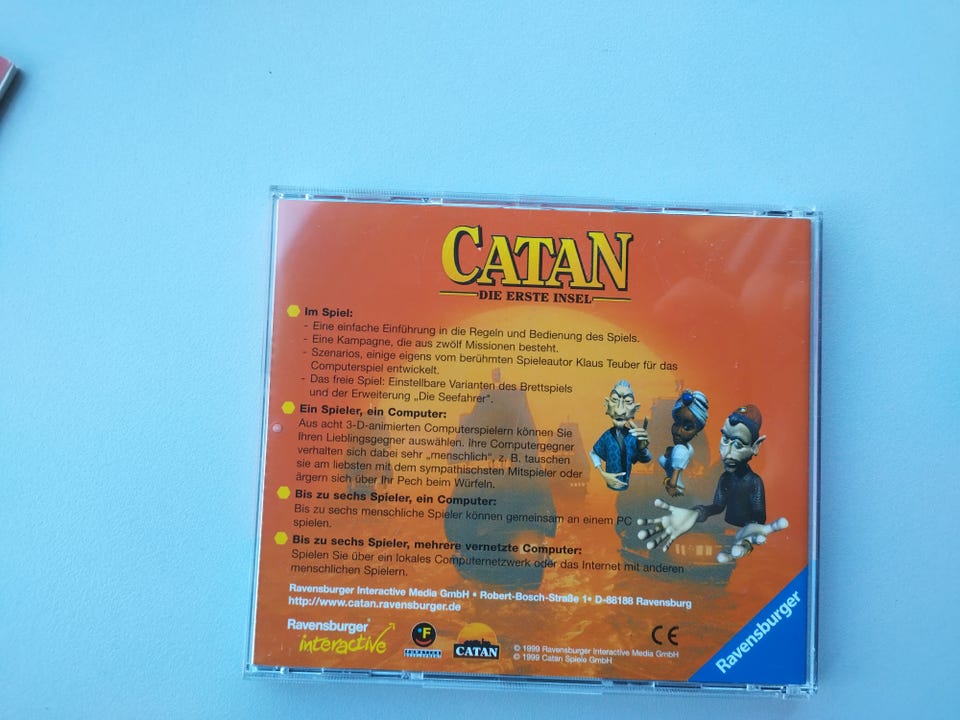 CATAN
DIE ERSTE INSEL
Im Spiel:
- Eine einfache Einführung in die Regeln und Bedienung des Spiels.
- Eine Kampagne, die aus zwölf Missionen besteht.
- Szenarios, einige eigens vom berühmten Spieleautor Klaus Teuber für das
Computerspiel entwickelt.
- Das freie Spiel: Einstellbare Varianten des Brettspiels
und der Erweiterung „Die Seefahrer“.
Ein Spieler, ein Computer:
Aus acht 3-D-animierten Computerspielern können Sie
Ihren Lieblingsgegner auswählen. Ihre Computergegner
verhalten sich dabei sehr „menschlich“, z. B. tauschen
sie am liebsten mit dem sympathischsten Mitspieler oder
ärgern sich über Ihr Pech beim Würfeln.
Bis zu sechs Spieler, ein Computer:
Bis zu sechs menschliche Spieler können gemeinsam an einem PC
spielen.
Bis zu sechs Spieler, mehrere vernetzte Computer:
Spielen Sie über ein lokales Computernetzwerk oder das Internet mit anderen
menschlichen Spielern.
Ravensburger Interactive Media GmbH • Robert-Bosch-Straße 1• D-88188 Ravensburg
http://www.catan.ravensburger.de
Ravensburger®
interactive
F
CATAN
CE
© 1999 Ravensburger Interactive Media GmbH
© 1999 Catan Spiele GmbH
Ravensburger